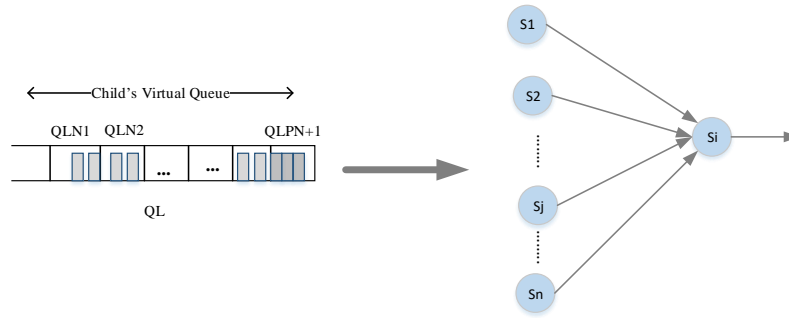 Child's Virtual Queue
QLN1 QLN2 QLPN+1
... ...
QL
S1
S2
Sj
Sn
Si